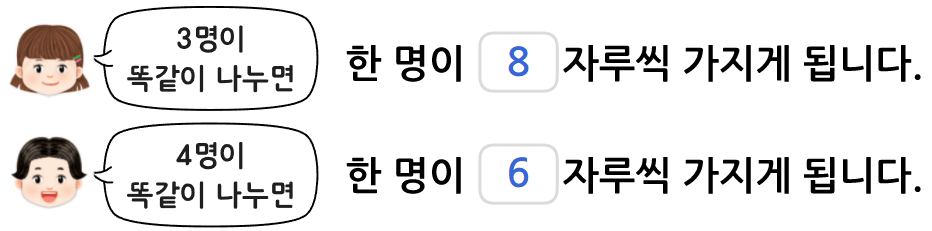 3명이
똑같이 나누면
한 명이 8 자루씩 가지게 됩니다.
4명이
똑같이 나누면
한 명이 6 자루씩 가지게 됩니다.